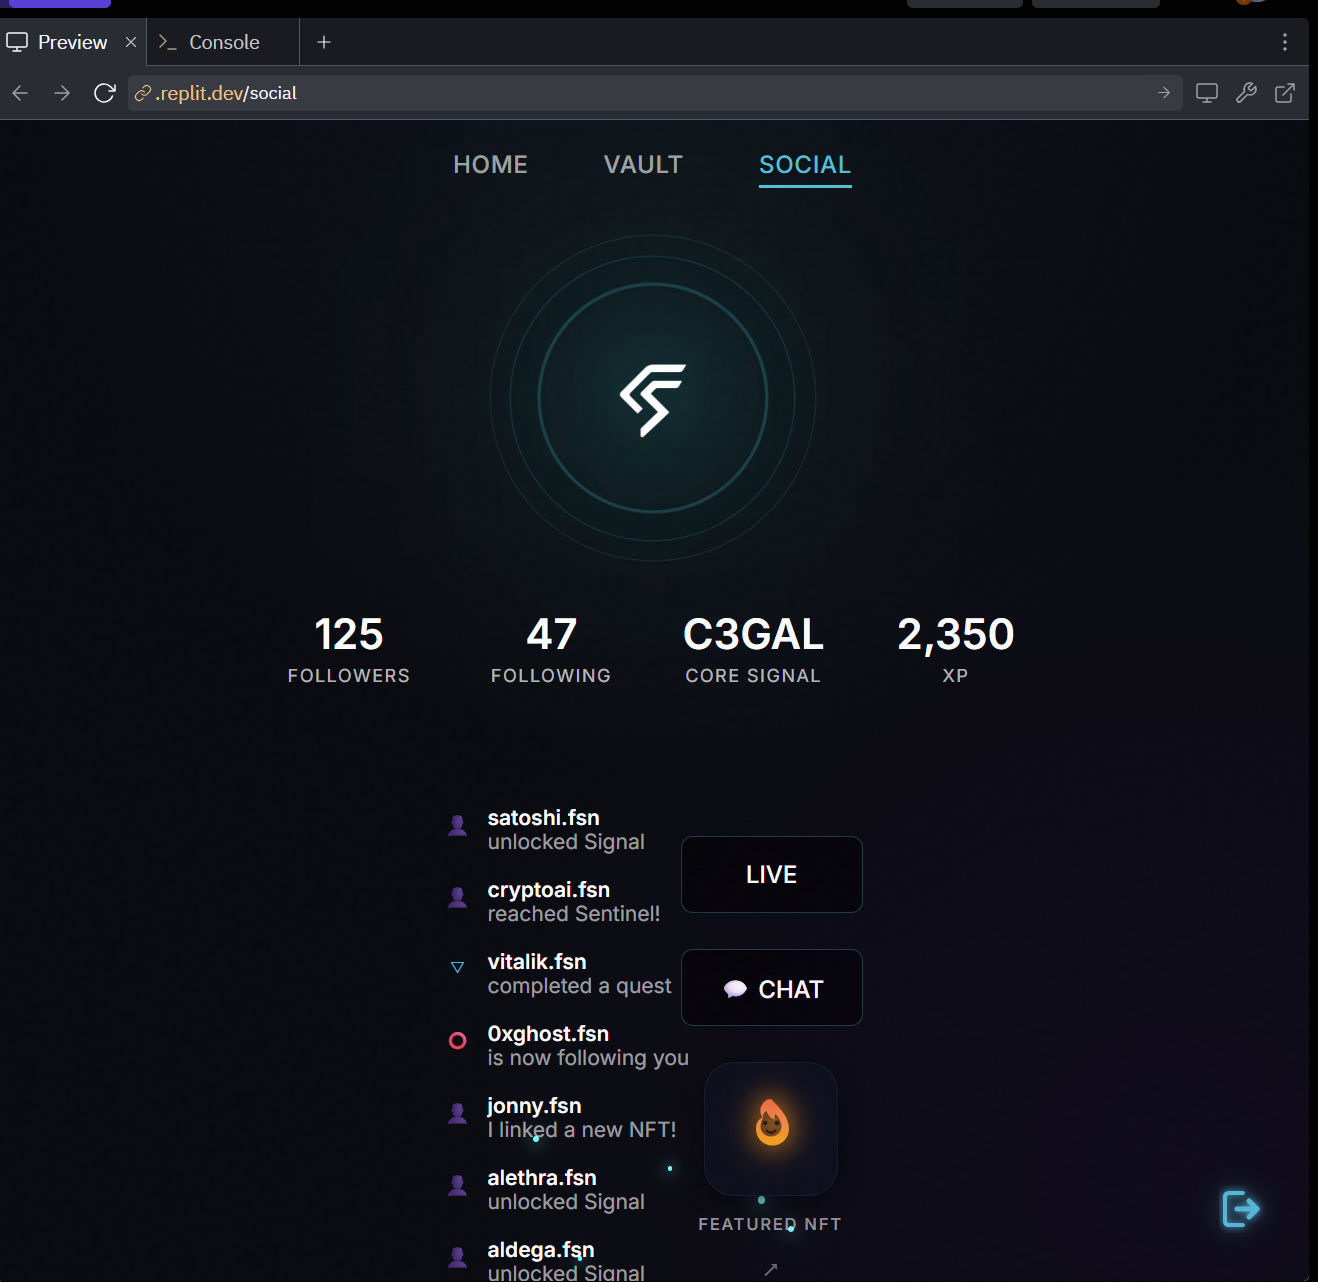 Preview
Console
.replit.dev/social
HOME
VAULT
SOCIAL
125
FOLLOWERS
47
FOLLOWING
C3GAL
CORE SIGNAL
2,350
XP
satoshi.fsn
unlocked Signal
cryptoai.fsn
reached Sentinel!
vitalik.fsn
completed a quest
0xghost.fsn
is now following you
jonny.fsn
I linked a new NFT!
alethra.fsn
unlocked Signal
aldega.fsn
unlocked Signal
LIVE
CHAT
FEATURED NFT